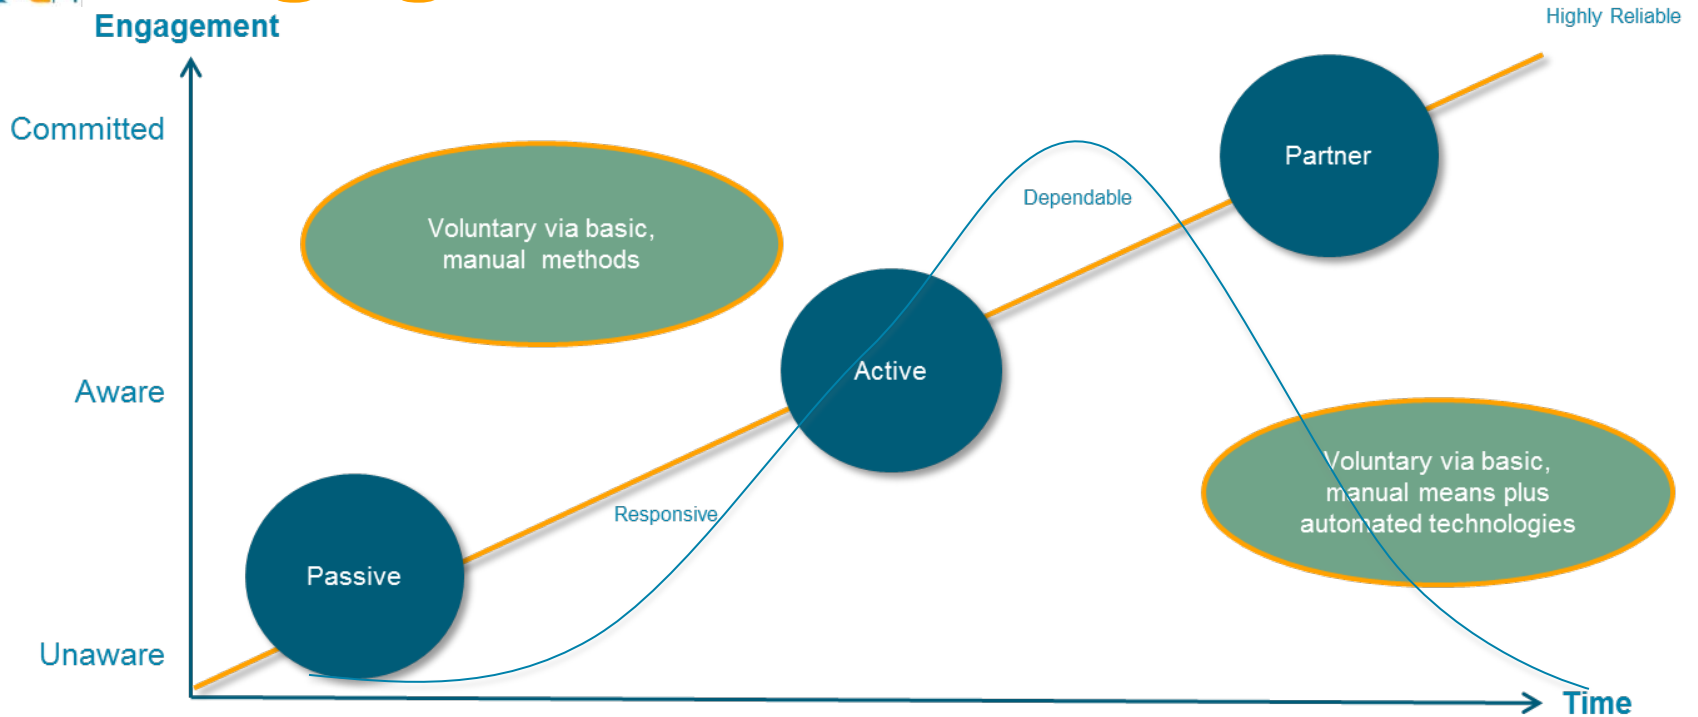 Engagement
Highly Reliable
Committed
Partner
Dependable
Voluntary via basic,
manual methods
Active
Aware
Voluntary via basic,
manual means plus
automated technologies
Responsive
Passive
Unaware
Time